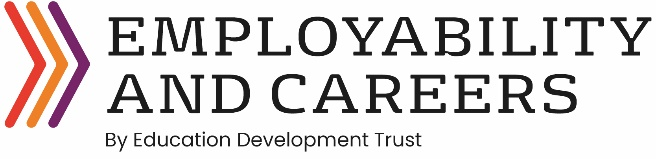 EMPLOYABILITY
AND CAREERS
By Education Development Trust